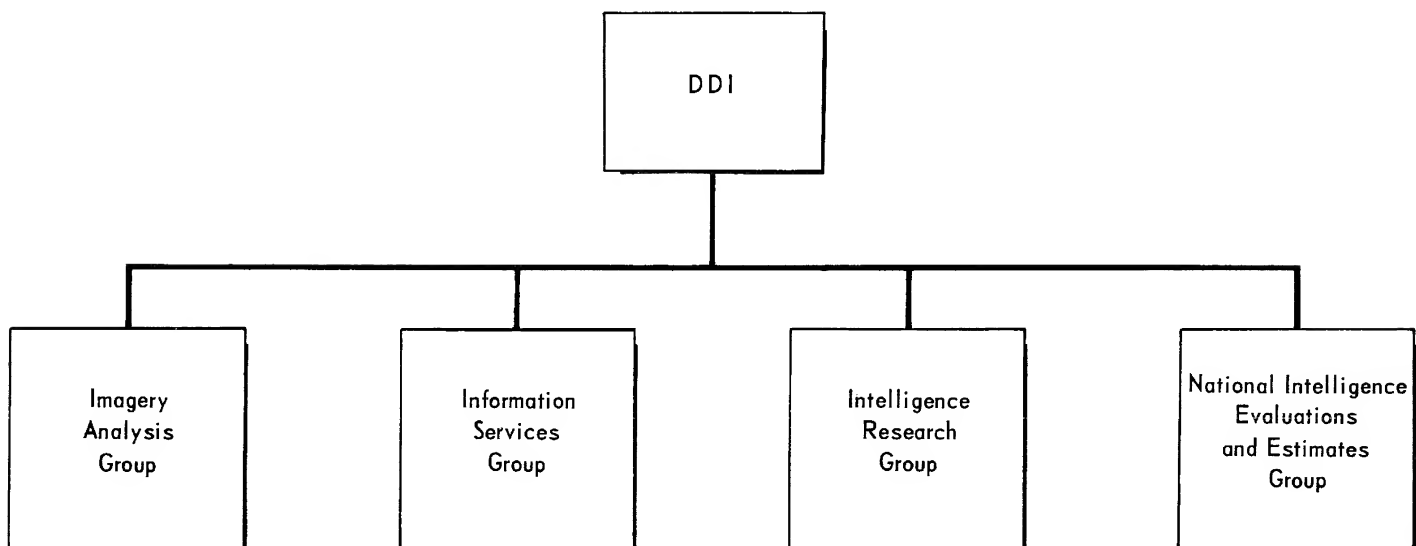 DDI
Imagery
Analysis
Group
Information
Services
Group
Intelligence
Research
Group
National Intelligence
Evaluations
and Estimates
Group